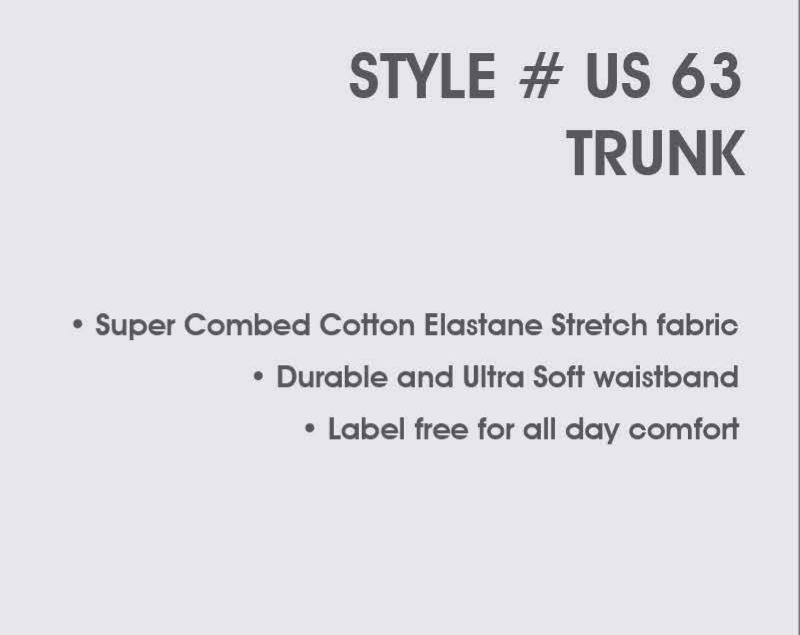 STYLE # US 63
TRUNK
• Super Combed Cotton Elastane Stretch fabric
• Durable and Ultra Soft waistband
• Label free for all day comfort